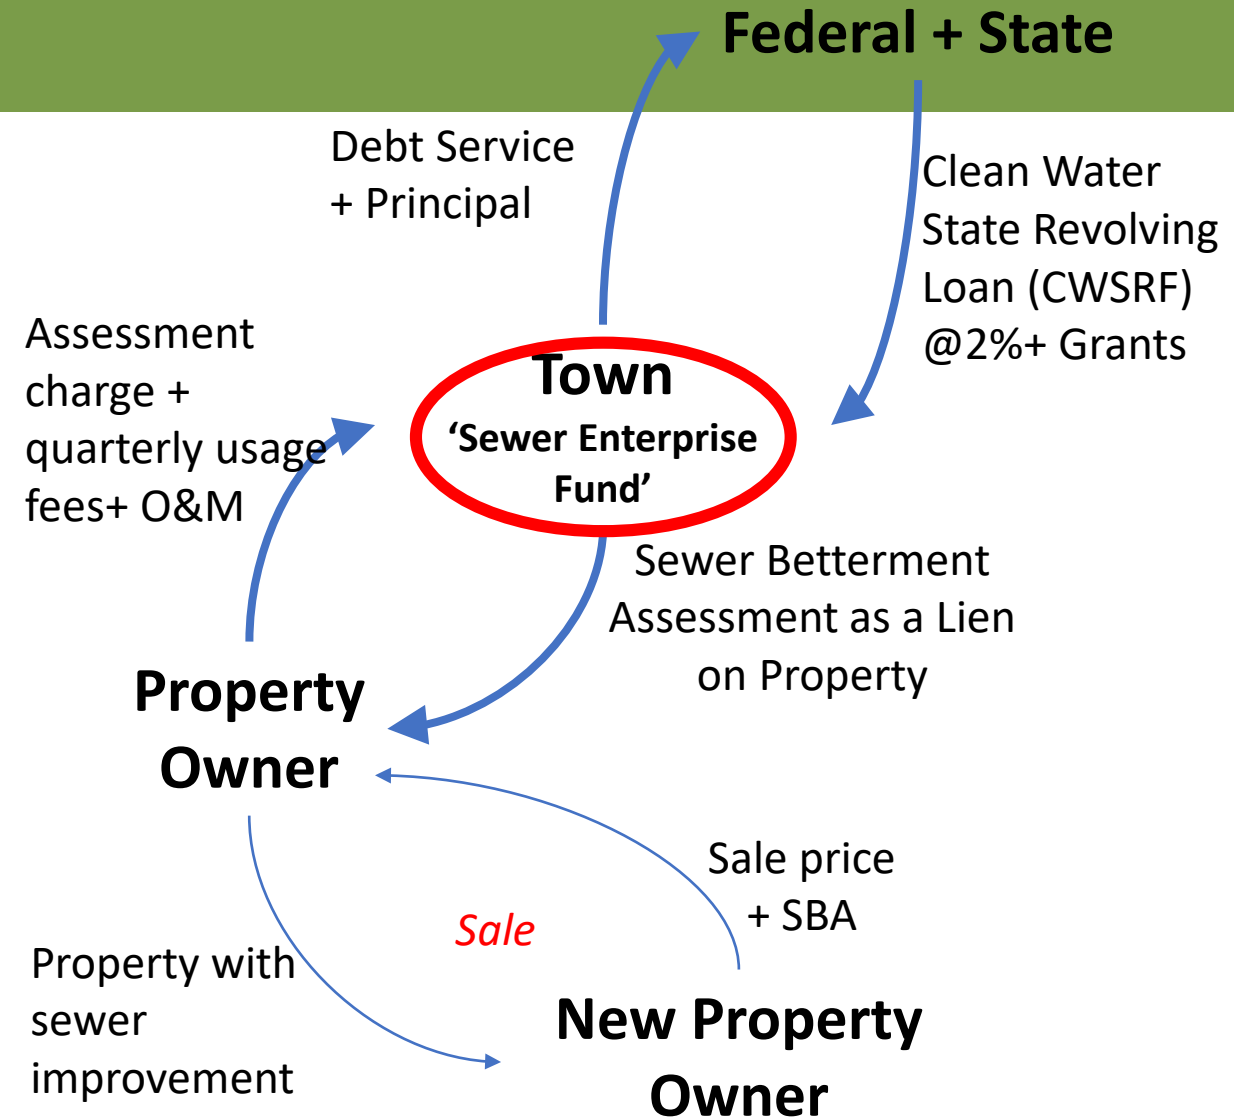 Federal + State
Debt Service
+ Principal
Clean Water
State Revolving
Loan (CWSRF)
@2%+ Grants
Assessment
charge +
quarterly usage
fees+ O&M
Town
‘Sewer Enterprise
Fund’
Sewer Betterment
Assessment as a Lien
on Property
Property
Owner
Sale price
+ SBA
Sale
Property with
sewer
improvement
New Property
Owner